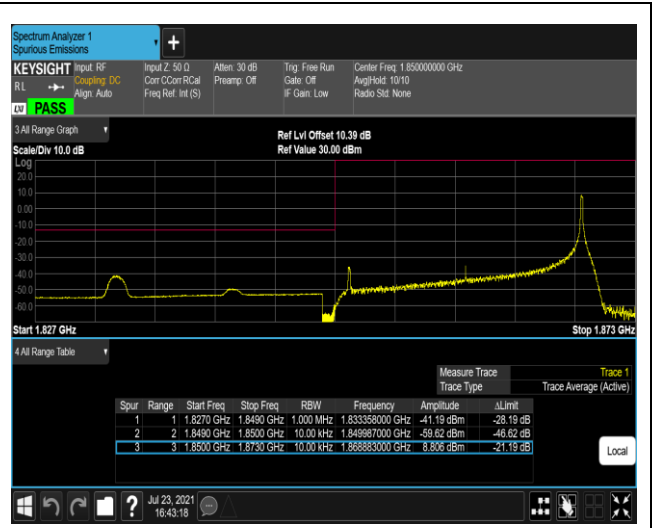 Spectrum Analyzer 1
Spurious Emissions
+
KEYSIGHT Input: RF Input Z: 50 Ω Atten: 30 dB Trig: Free Run Center Freq: 1.850000000 GHz
RL Coupling: DC Corr CCorr RCal Preamp: Off Gate: Off Avg|Hold: 10/10
Align: Auto Freq Ref: Int (S) IF Gain: Low Radio Std: None
LXI PASS
3 All Range Graph
Ref Lvl Offset 10.39 dB
Scale/Div 10.0 dB Ref Value 30.00 dBm
Log
20.0
10.0
0.00
-10.0
-20.0
-30.0
-40.0
-50.0
-60.0
Start 1.827 GHz Stop 1.873 GHz
4 All Range Table
Measure Trace Trace 1
Trace Type Trace Average (Active)
Spur Range Start Freq Stop Freq RBW Frequency Amplitude ΔLimit
1 1 1.8270 GHz 1.8490 GHz 1.000 MHz 1.833358000 GHz -41.19 dBm -28.19 dB
2 2 1.8490 GHz 1.8500 GHz 10.00 kHz 1.849987000 GHz -59.62 dBm -46.62 dB
3 3 1.8500 GHz 1.8730 GHz 10.00 kHz 1.868883000 GHz 8.806 dBm -21.19 dB
Local
? Jul 23, 2021
16:43:18